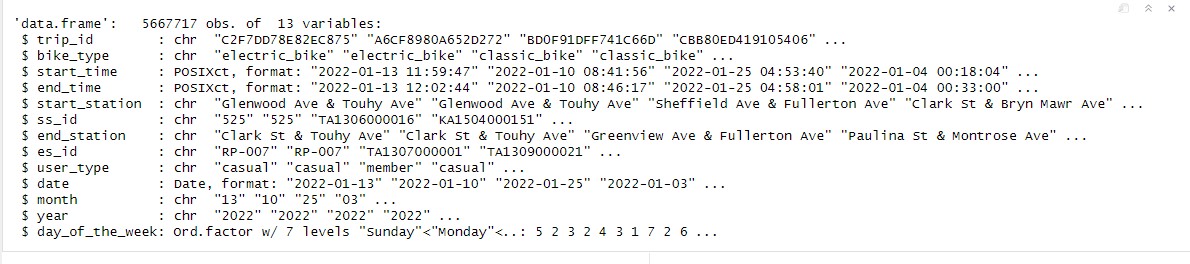 'data.frame':   5667717 obs. of  13 variables:
 $ trip_id        : chr  "C2F7DD78E82EC875" "A6CF8980A652D272" "BD0F91DFF741C66D" "CBB80ED419105406" ...
 $ bike_type      : chr  "electric_bike" "electric_bike" "classic_bike" "classic_bike" ...
 $ start_time     : POSIXct, format: "2022-01-13 11:59:47" "2022-01-10 08:41:56" "2022-01-25 04:53:40" "2022-01-04 00:18:04" ...
 $ end_time       : POSIXct, format: "2022-01-13 12:02:44" "2022-01-10 08:46:17" "2022-01-25 04:58:01" "2022-01-04 00:33:00" ...
 $ start_station  : chr  "Glenwood Ave & Touhy Ave" "Glenwood Ave & Touhy Ave" "Sheffield Ave & Fullerton Ave" "Clark St & Bryn Mawr Ave" ...
 $ ss_id          : chr  "525" "525" "TA1306000016" "KA1504000151" ...
 $ end_station    : chr  "Clark St & Touhy Ave" "Clark St & Touhy Ave" "Greenview Ave & Fullerton Ave" "Paulina St & Montrose Ave" ...
 $ es_id          : chr  "RP-007" "RP-007" "TA1307000001" "TA1309000021" ...
 $ user_type      : chr  "casual" "casual" "member" "casual" ...
 $ date           : Date, format: "2022-01-13" "2022-01-10" "2022-01-25" "2022-01-03" ...
 $ month          : chr  "13" "10" "25" "03" ...
 $ year           : chr  "2022" "2022" "2022" "2022" ...
 $ day_of_the_week: Ord.factor w/ 7 levels "Sunday"<"Monday"<..: 5 2 3 2 4 3 1 7 2 6 ...